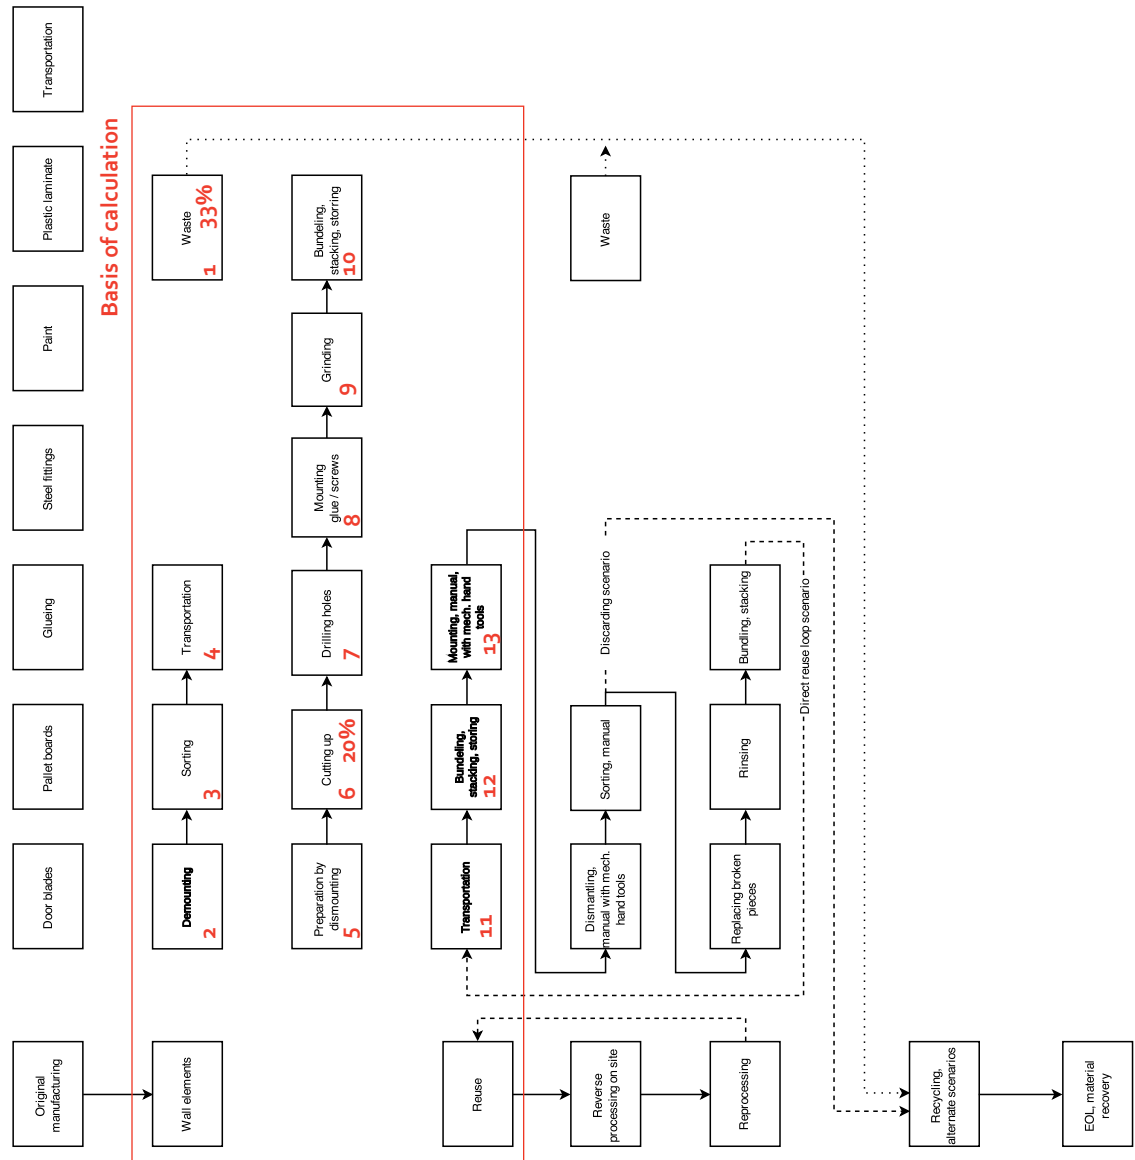 Original
manufacturing
Door blades
Pallet boards
Glueing
Steel fittings
Paint
Plastic laminate
Transportation
Basis of calculation
Wall elements
Demounting
2
Sorting
3
Transportation
4
Waste
1 33%
Preparation by
dismounting
5
Cutting up
6 20%
Drilling holes
7
Mounting
glue / screws
8
Grinding
9
Bundeling,
stacking, storring
10
Reuse
Transportation
11
Bundeling,
stacking, storing
12
Mounting, manual,
with mech. hand
tools
13
Reverse
processing on site
Dismantling,
manual with mech.
hand tools
Sorting, manual
Discarding scenario
Waste
Reprocessing
Replacing broken
pieces
Rinsing
Bundling, stacking
Direct reuse loop scenario
Recycling,
alternate scenarios
EOL, material
recovery